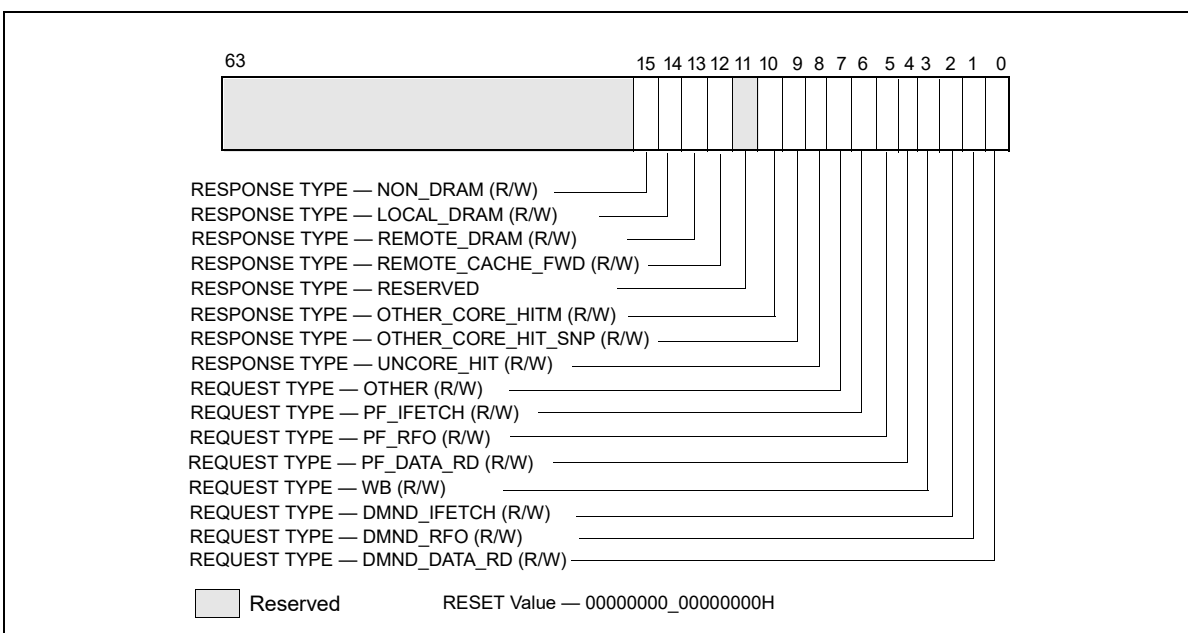 63 15 14 13 12 11 10 9 8 7 6 5 4 3 2 1 0
RESPONSE TYPE — NON_DRAM (R/W)
RESPONSE TYPE — LOCAL_DRAM (R/W)
RESPONSE TYPE — REMOTE_DRAM (R/W)
RESPONSE TYPE — REMOTE_CACHE_FWD (R/W)
RESPONSE TYPE — RESERVED
RESPONSE TYPE — OTHER_CORE_HITM (R/W)
RESPONSE TYPE — OTHER_CORE_HIT_SNP (R/W)
RESPONSE TYPE — UNCORE_HIT (R/W)
REQUEST TYPE — OTHER (R/W)
REQUEST TYPE — PF_IFETCH (R/W)
REQUEST TYPE — PF_RFO (R/W)
REQUEST TYPE — PF_DATA_RD (R/W)
REQUEST TYPE — WB (R/W)
REQUEST TYPE — DMND_IFETCH (R/W)
REQUEST TYPE — DMND_RFO (R/W)
REQUEST TYPE — DMND_DATA_RD (R/W)
Reserved RESET Value — 00000000_00000000H